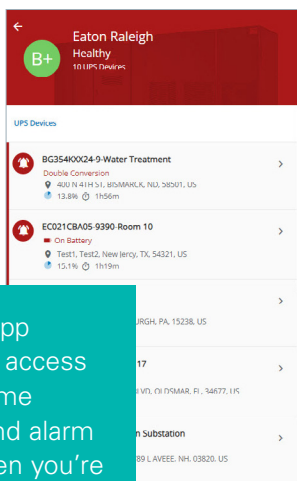 Eaton Raleigh
B+
Healthy
10 UPS Devices
UPS Devices
BG354KXX24-9-Water Treatment
Double Conversion
400 N 4TH ST, BISMARCK, ND, 58501, US
13.8% 1h56m
EC021CBA05-9390-Room 10
On Battery
Test1, Test2, New Jercy, TX, 54321, US
15.1% 1h19m
URGH, PA, 15238, US
17
LVD, OLDSMAR, FL, 34677, US
n Substation
89 L AVEEE, NH, 03820, US
pp
access
me
nd alarm
en you're